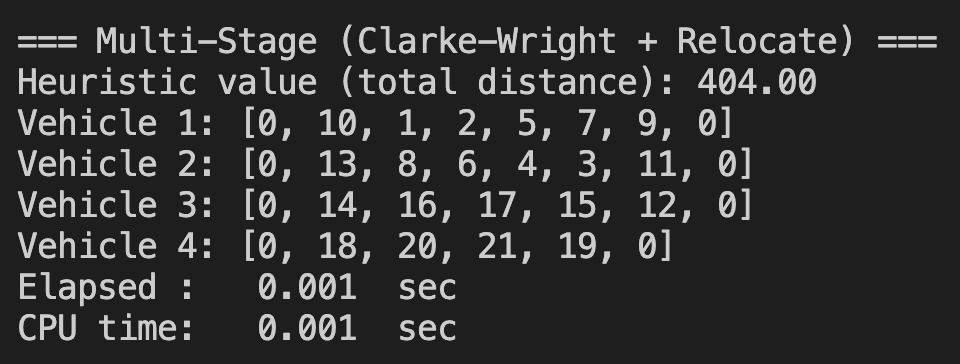 === Multi-Stage (Clarke-Wright + Relocate) ===
Heuristic value (total distance): 404.00
Vehicle 1: [0, 10, 1, 2, 5, 7, 9, 0]
Vehicle 2: [0, 13, 8, 6, 4, 3, 11, 0]
Vehicle 3: [0, 14, 16, 17, 15, 12, 0]
Vehicle 4: [0, 18, 20, 21, 19, 0]
Elapsed :   0.001  sec
CPU time:   0.001  sec